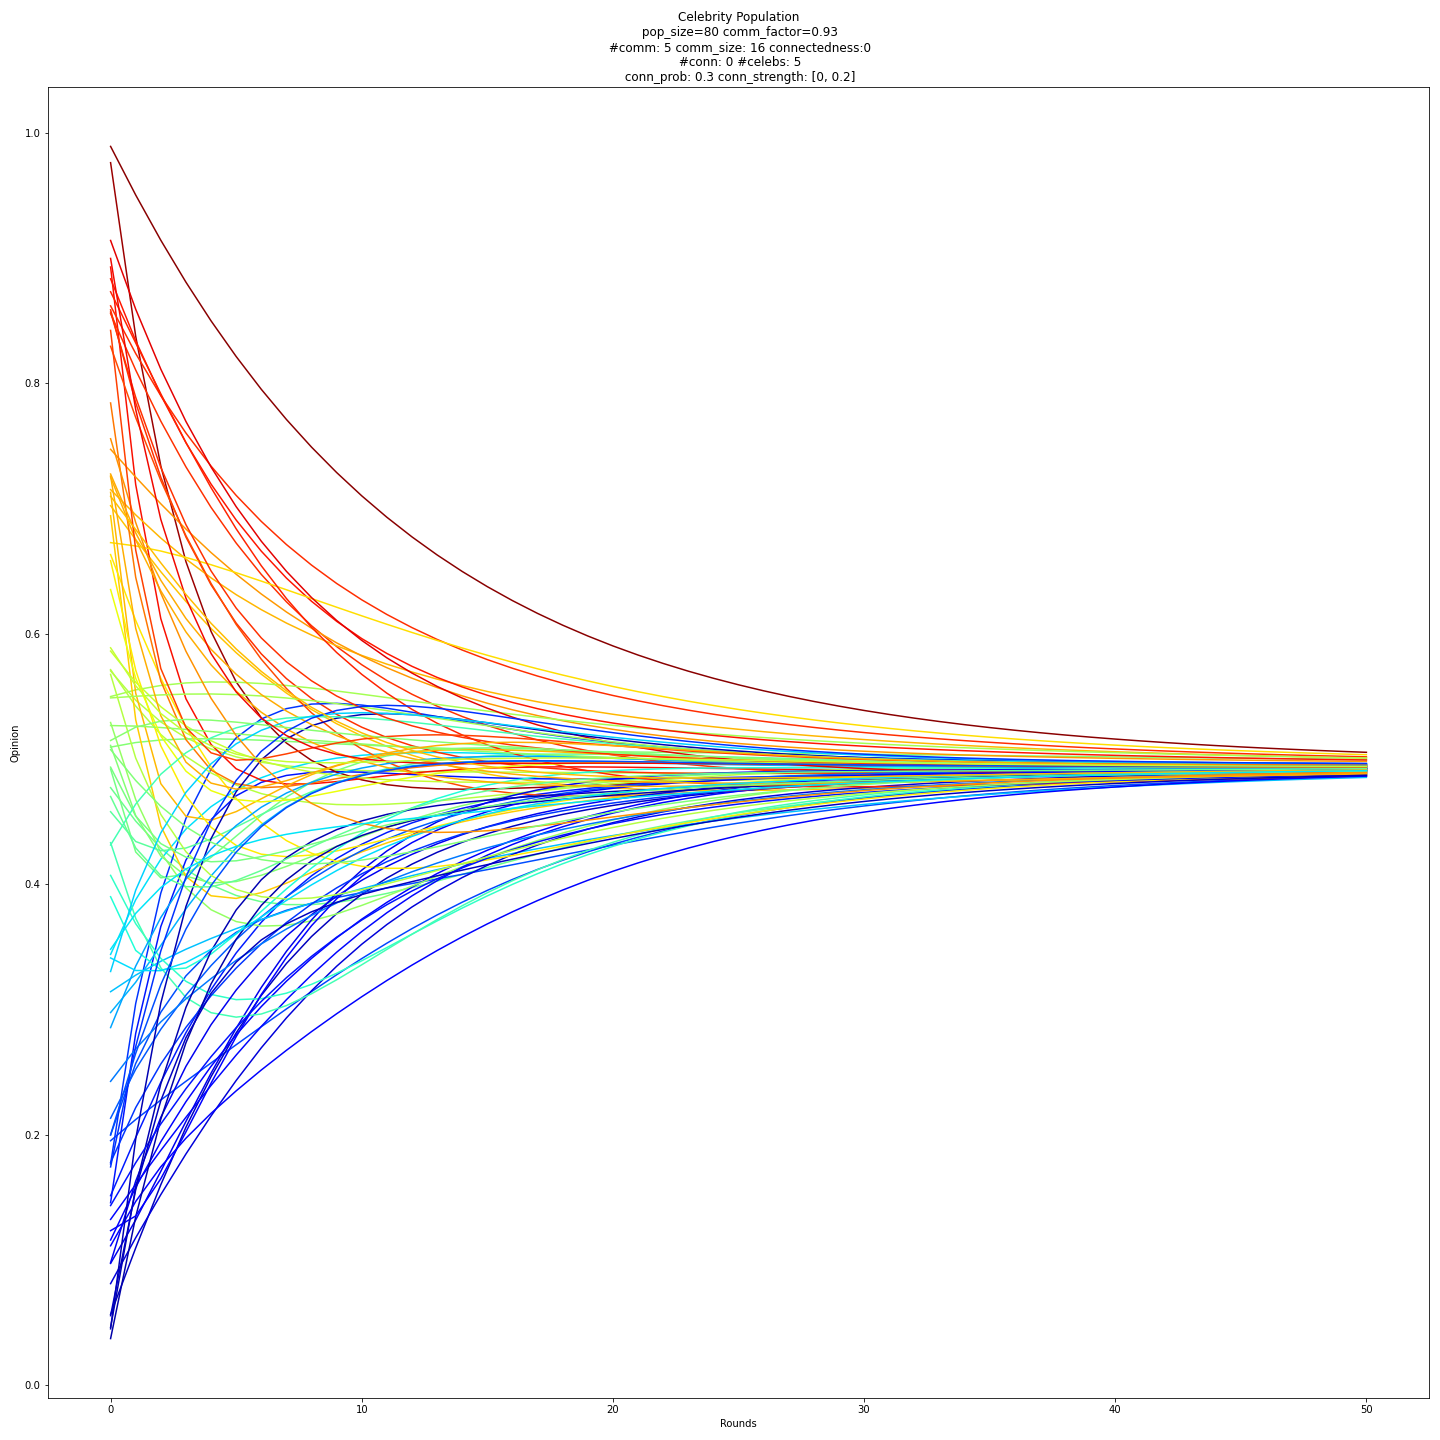 Celebrity Population
pop_size=80 comm_factor=0.93
#comm: 5 comm_size: 16 connectedness:0
#conn: 0 #celebs: 5
conn_prob: 0.3 conn_strength: [0, 0.2]
1.0
0.8
0.6
Opinion
0.4
0.2
0.0
0 10 20 30 40 50
Rounds